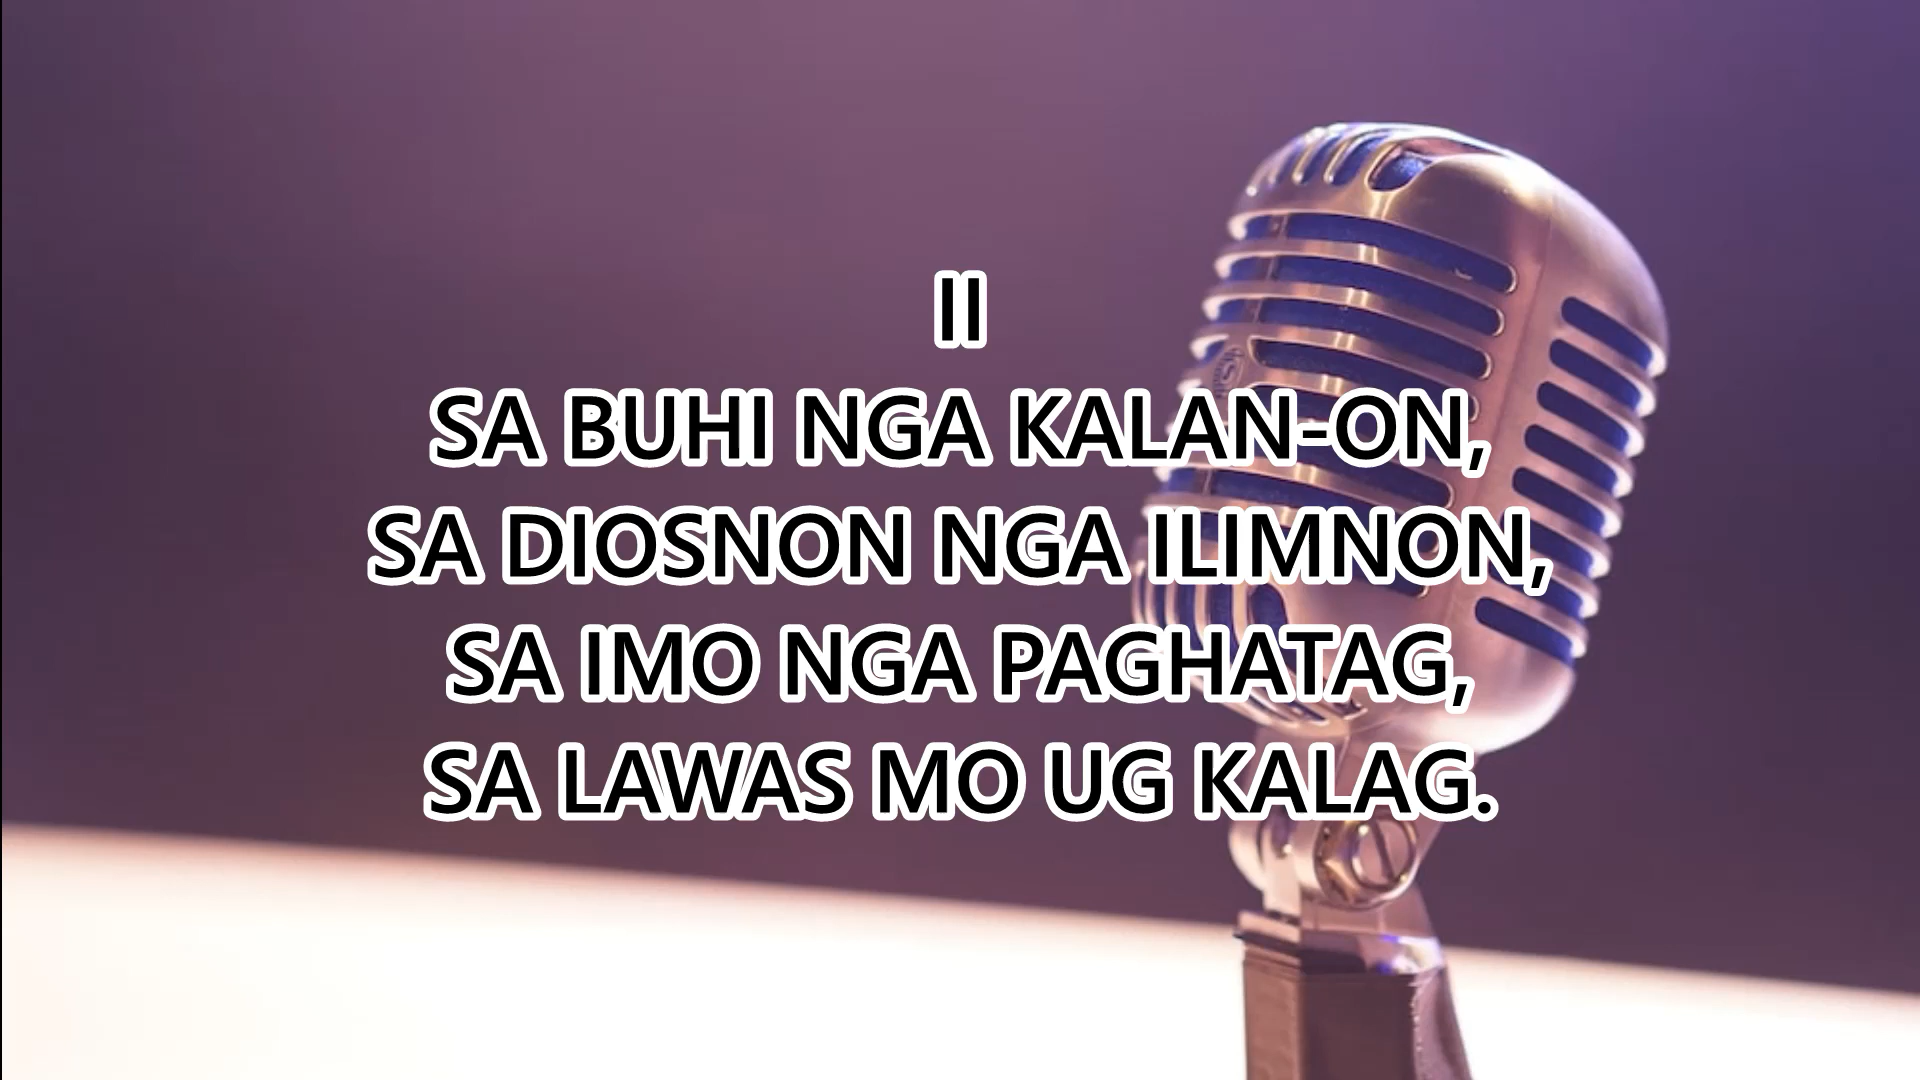 II
SA BUHI NGA KALAN-ON,
SA DIOSNON NGA ILIMNON,
SA IMO NGA PAGHATAG,
SA LAWAS MO UG KALAG.